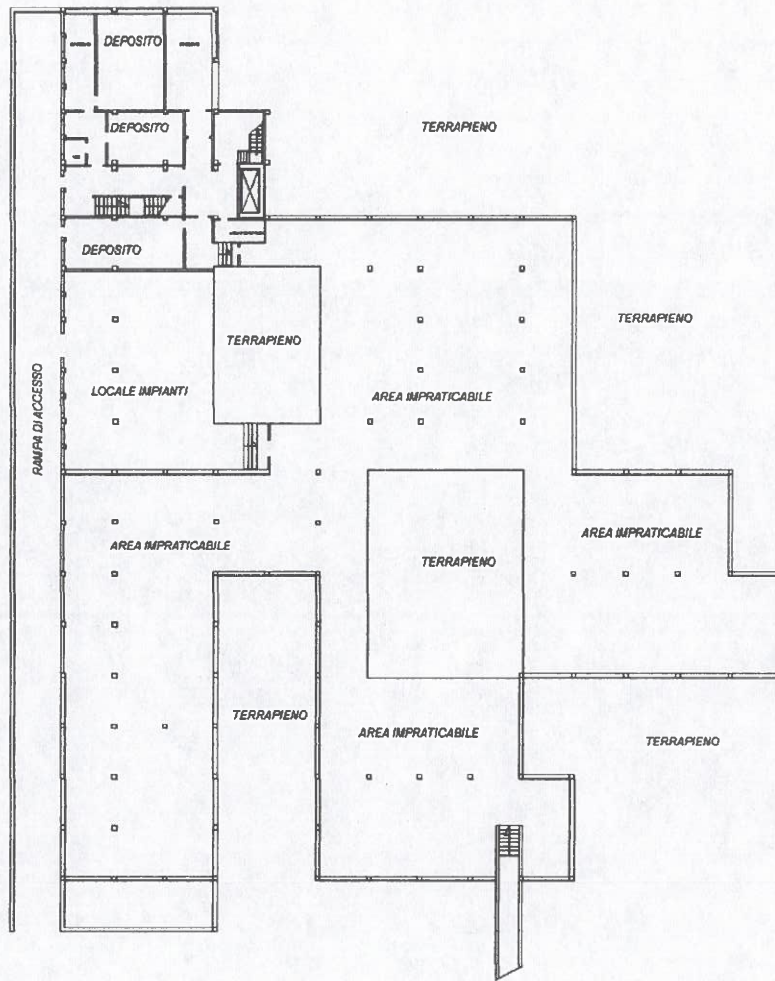 DEPOSITO
DEPOSITO
TERRAPIENO
DEPOSITO
TERRAPIENO
TERRAPIENO
RAMPA DI ACCESSO
LOCALE IMPIANTI
AREA IMPRATICABILE
AREA IMPRATICABILE
AREA IMPRATICABILE
TERRAPIENO
TERRAPIENO
AREA IMPRATICABILE
TERRAPIENO